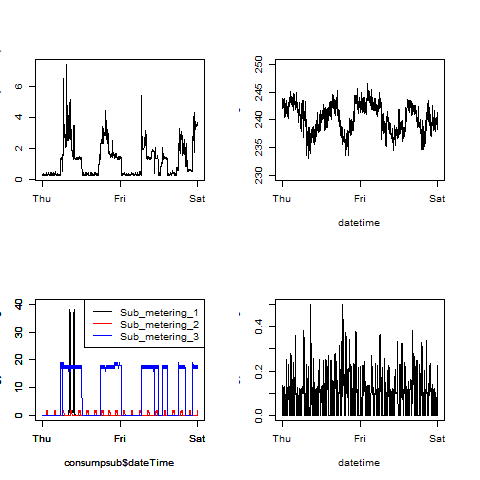 0 2 4 6
Thu Fri Sat
230 235 240 245 250
Thu Fri Sat
datetime
0 10 20 30 40
Sub_metering_1
Sub_metering_2
Sub_metering_3
Thu Fri Sat
consumpsub$dateTime
0.0 0.2 0.4
Thu Fri Sat
datetime